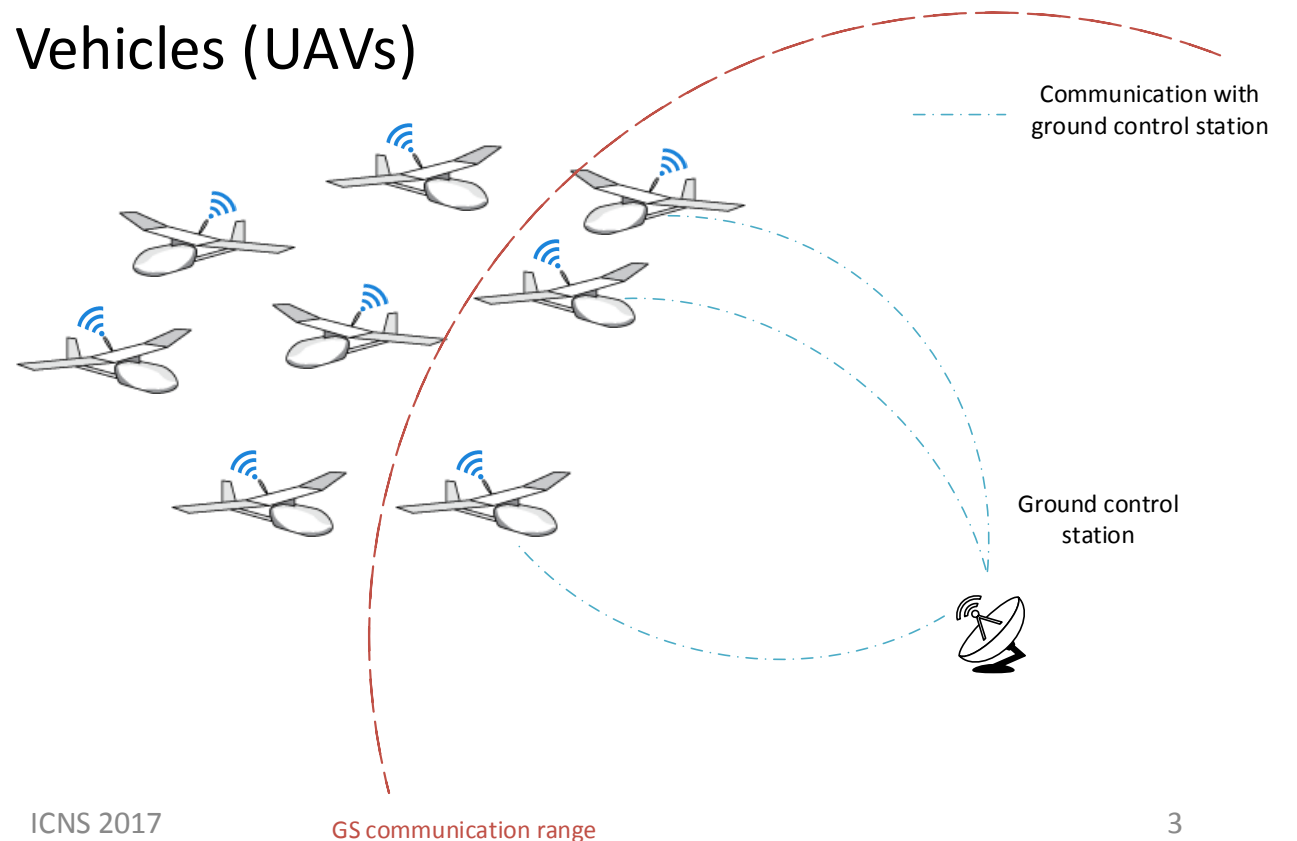 Vehicles (UAVs)
Communication with
ground control station
Ground control
station
ICNS 2017
GS communication range
3